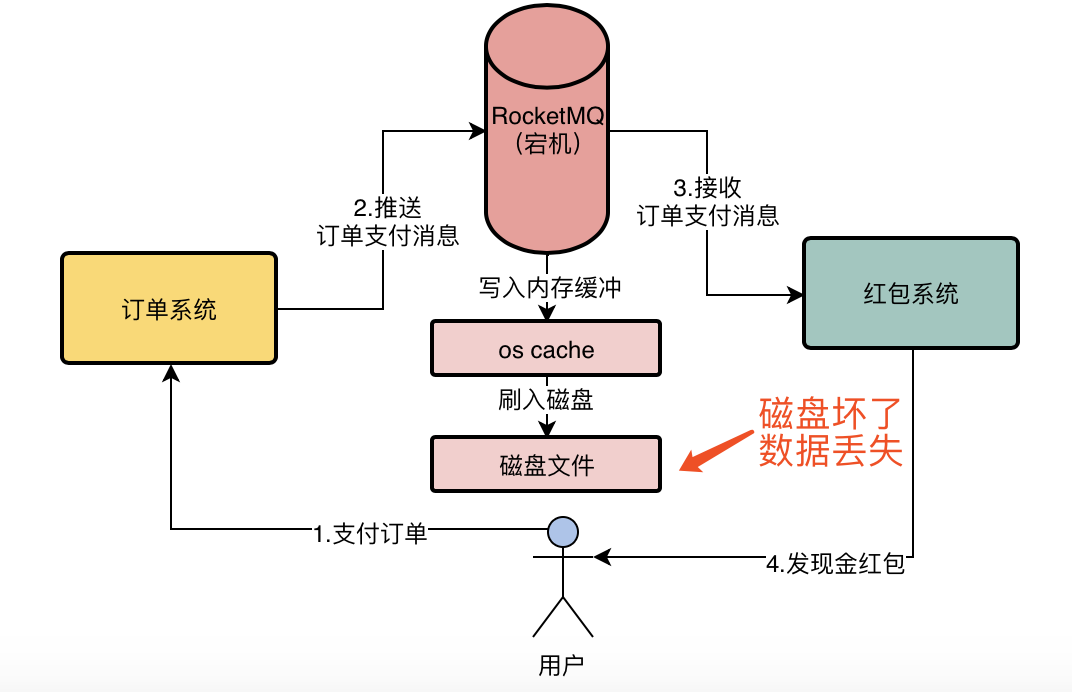 RocketMQ
（宕机）
2.推送
订单支付消息
3.接收
订单支付消息
写入内存缓冲
订单系统
红包系统
os cache
刷入磁盘
磁盘坏了
数据丢失
磁盘文件
1.支付订单
4.发现金红包
用户